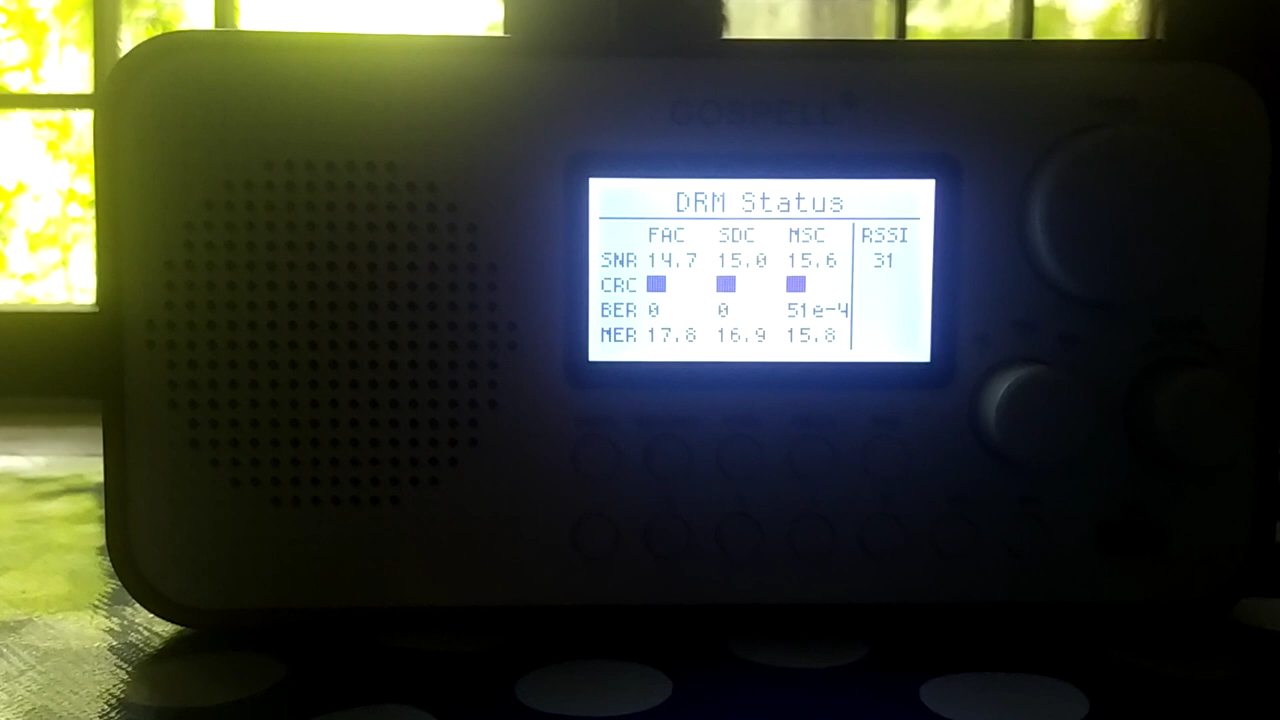 GOSPELL
DRM Status
FAC SDC MSC RSSI
SNR 14.7 15.0 15.6 31
CRC
BER 0 0 51e-4
MER 17.8 16.9 15.8